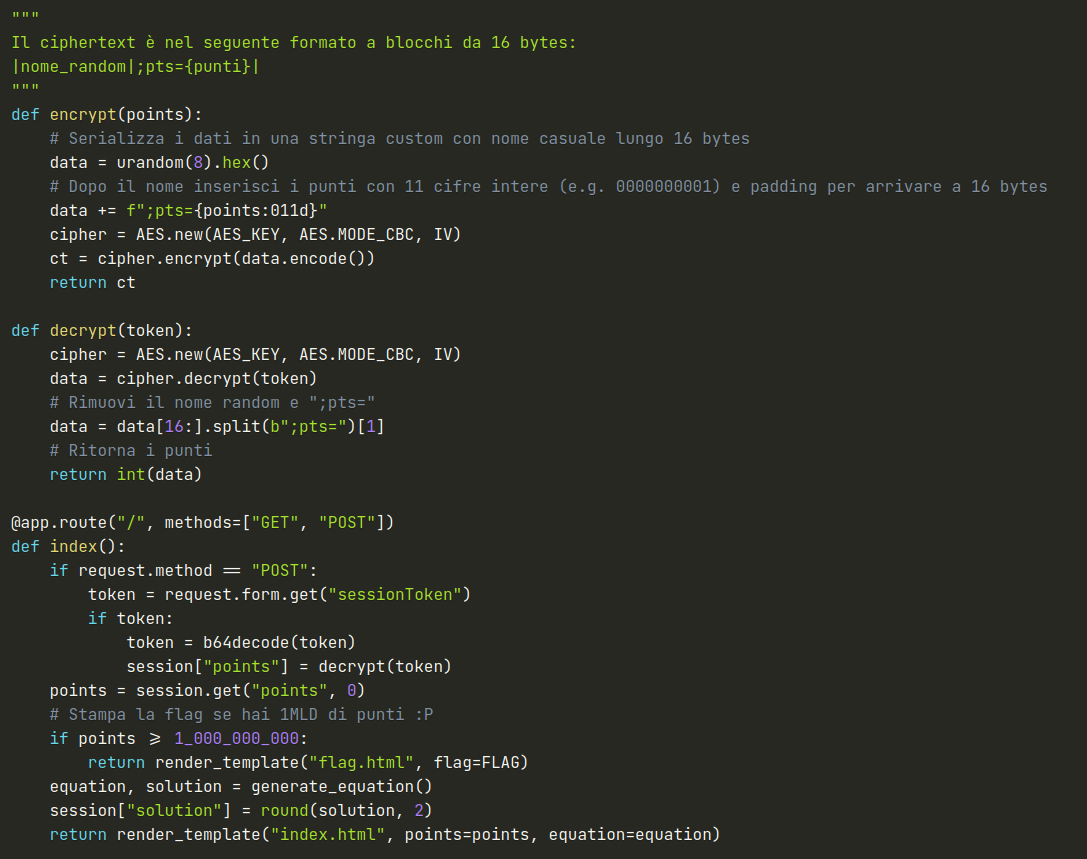 """
Il ciphertext è nel seguente formato a blocchi da 16 bytes:
|nome_random|;pts={punti}|
"""
def encrypt(points):
    # Serializza i dati in una stringa custom con nome casuale lungo 16 bytes
    data = urandom(8).hex()
    # Dopo il nome inserisci i punti con 11 cifre intere (e.g. 0000000001) e padding per arrivare a 16 bytes
    data += f";pts={points:011d}"
    cipher = AES.new(AES_KEY, AES.MODE_CBC, IV)
    ct = cipher.encrypt(data.encode())
    return ct

def decrypt(token):
    cipher = AES.new(AES_KEY, AES.MODE_CBC, IV)
    data = cipher.decrypt(token)
    # Rimuovi il nome random e ";pts="
    data = data[16:].split(b";pts=")[1]
    # Ritorna i punti
    return int(data)

@app.route("/", methods=["GET", "POST"])
def index():
    if request.method == "POST":
        token = request.form.get("sessionToken")
        if token:
            token = b64decode(token)
            session["points"] = decrypt(token)
    points = session.get("points", 0)
    # Stampa la flag se hai 1MLD di punti :P
    if points >= 1_000_000_000:
        return render_template("flag.html", flag=FLAG)
    equation, solution = generate_equation()
    session["solution"] = round(solution, 2)
    return render_template("index.html", points=points, equation=equation)